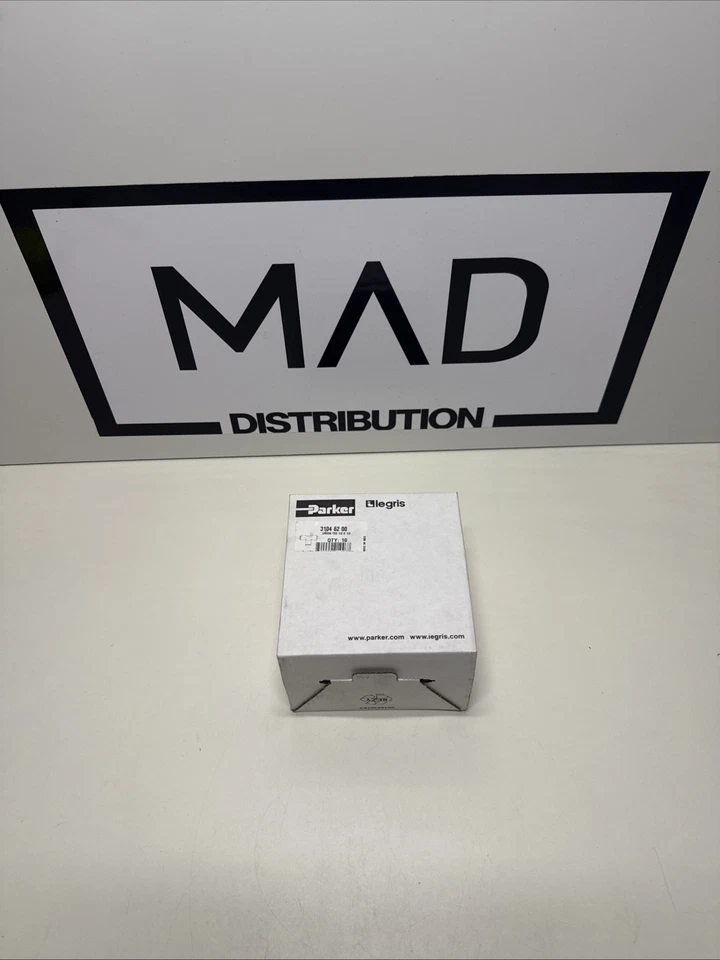 MAD
DISTRIBUTION
Parker legris
3104 62 00
QTY: 10
www.parker.com www.legris.com